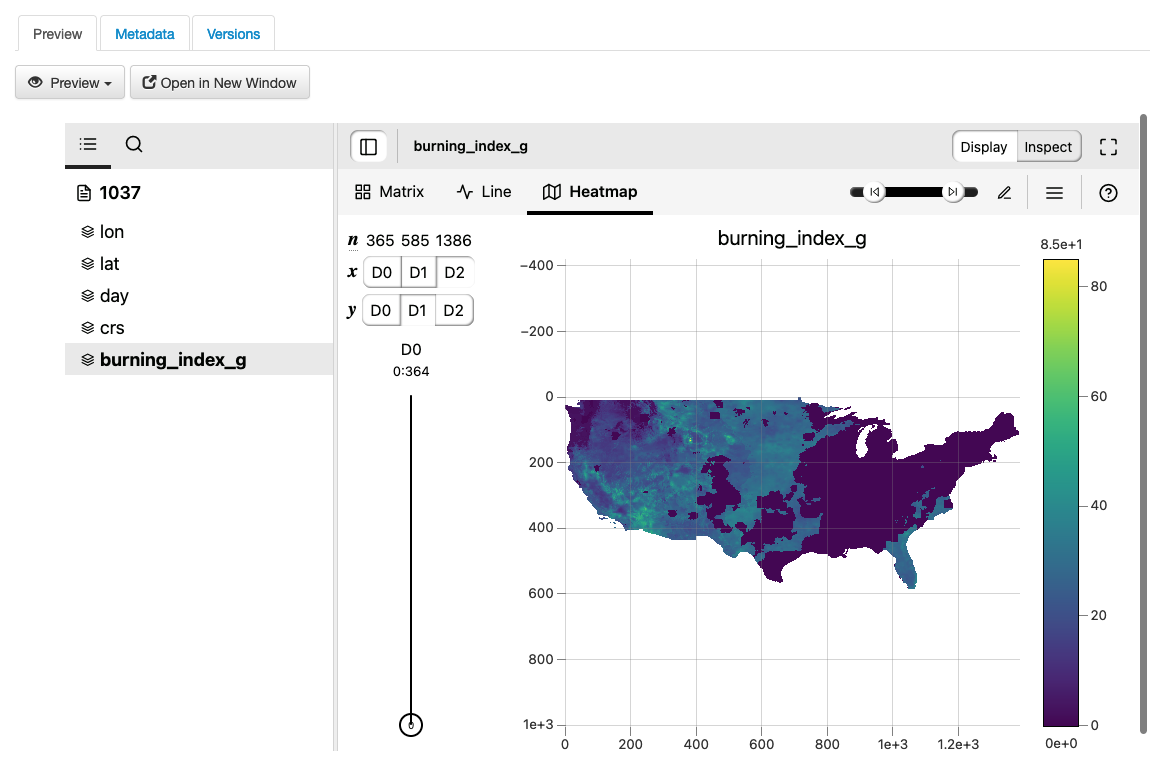 Preview Metadata Versions
Preview Open in New Window
burning_index_g
Display Inspect
1037
lon
lat
day
crs
burning_index_g
Matrix Line Heatmap
n 365 585 1386
x D0 D1 D2
y D0 D1 D2
D0
0:364
0
burning_index_g
−400
−200
0
200
400
600
800
1e+3
0 200 400 600 800 1e+3 1.2e+3
8.5e+1
80
60
40
20
0
0e+0